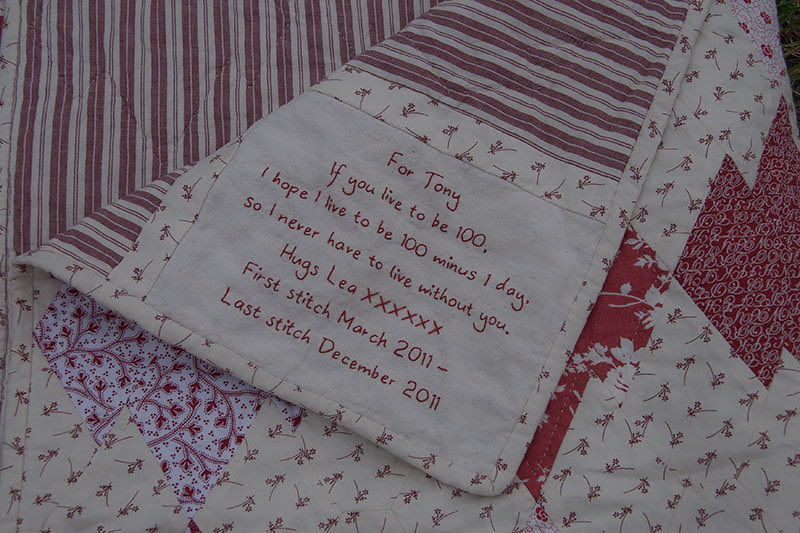 For Tony
If you live to be 100,
I hope I live to be 100 minus 1 day.
so I never have to live without you.
Hugs Lea XXXXXX
First stitch March 2011 -
Last stitch December 2011